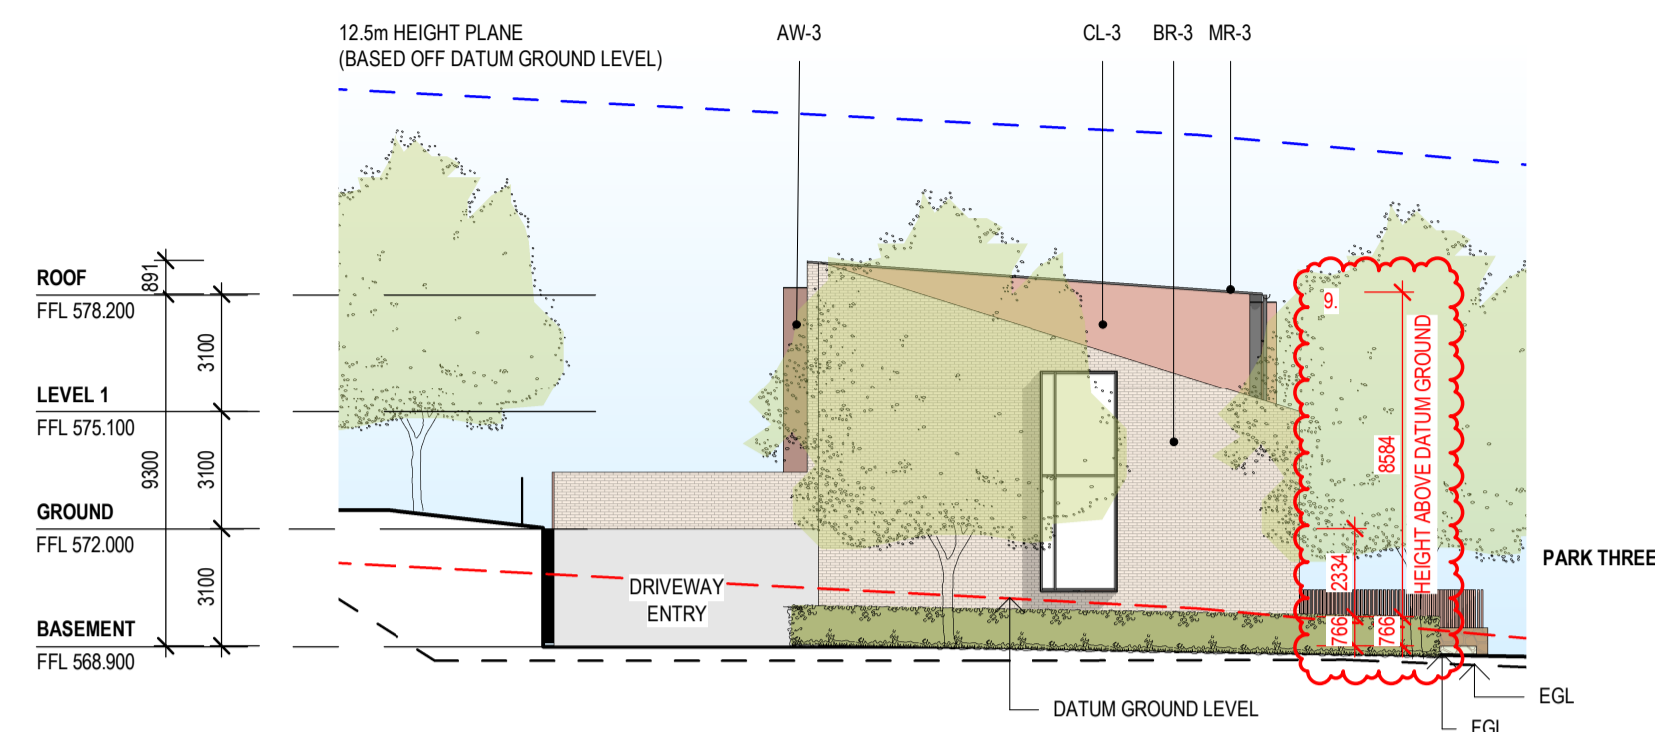 12.5m HEIGHT PLANE
(BASED OFF DATUM GROUND LEVEL)
AW-3
CL-3
BR-3
MR-3
891
ROOF
FFL 578.200
3100
LEVEL 1
FFL 575.100
9300
3100
GROUND
FFL 572.000
3100
BASEMENT
FFL 568.900
DRIVEWAY
ENTRY
9.
8584
HEIGHT ABOVE DATUM GROUND
2334
766
766
PARK THREE
DATUM GROUND LEVEL
EGL
EGL